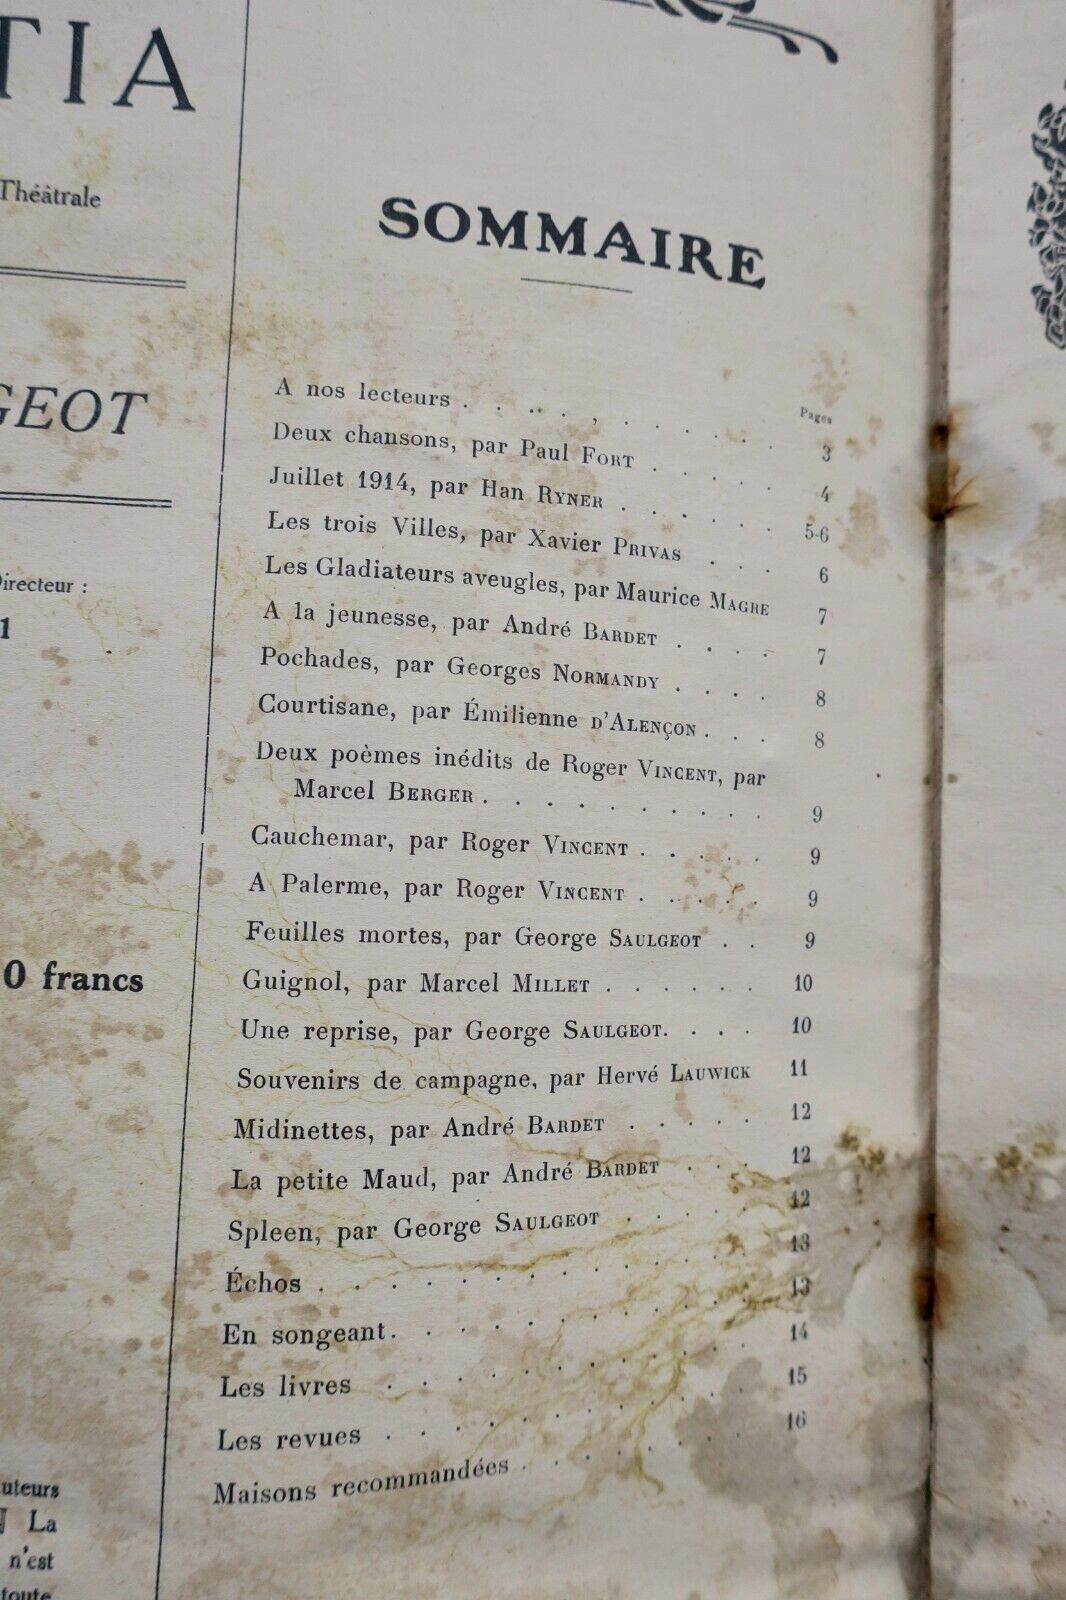 TIA
Théâtrale
GEOT
Directeur :
1
0 francs
uteurs
La
n'est
toute
SOMMAIRE
Pages
A nos lecteurs . . . . . . . . 3
Deux chansons, par Paul FORT . . . . . 4
Juillet 1914, par Han RYNER . . . . . 5-6
Les trois Villes, par Xavier PRIVAS . . . 6
Les Gladiateurs aveugles, par Maurice MAGRE 7
A la jeunesse, par André BARDET . . . . 7
Pochades, par Georges NORMANDY . . . . 8
Courtisane, par Émilienne D'ALENÇON . . . 8
Deux poèmes inédits de Roger VINCENT, par
Marcel BERGER . . . . . . . . . 9
Cauchemar, par Roger VINCENT . . . . . 9
A Palerme, par Roger VINCENT . . . . . 9
Feuilles mortes, par George SAULGEOT . . 9
Guignol, par Marcel MILLET . . . . . . 10
Une reprise, par George SAULGEOT. . . . 10
Souvenirs de campagne, par Hervé LAUWICK 11
Midinettes, par André BARDET . . . . . 12
La petite Maud, par André BARDET . . . 12
Spleen, par George SAULGEOT . . . . . 12
Échos . . . . . . . . . . . 13
En songeant. . . . . . . . . . 13
Les livres . . . . . . . . . . 14
Les revues . . . . . . . . . . 15
Maisons recommandées . . . . . . . 16